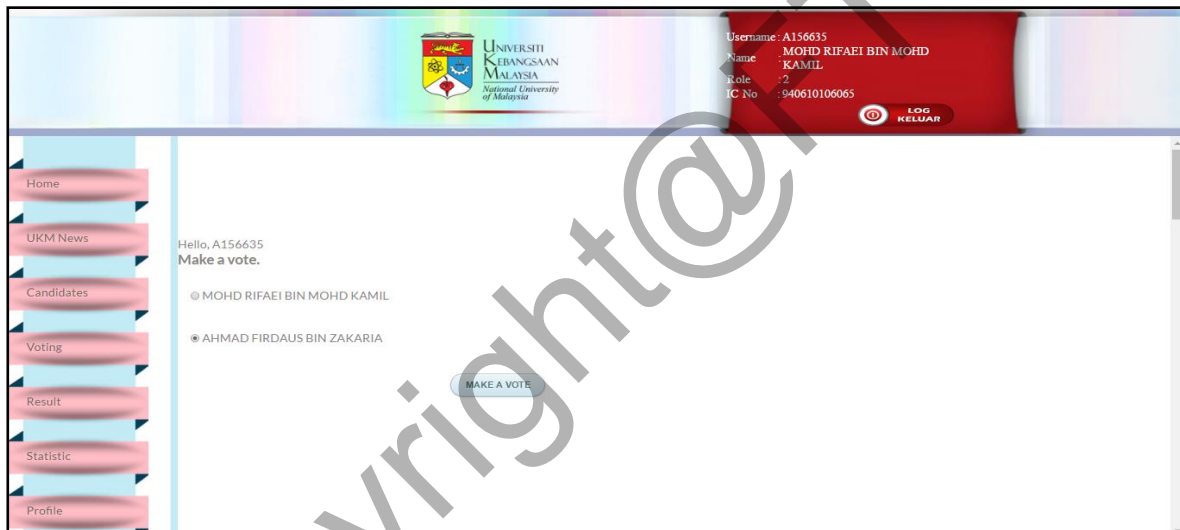 UNIVERSITI
KEBANGSAAN
MALAYSIA
National University
of Malaysia
Username : A156635
Name : MOHD RIFAEI BIN MOHD
KAMIL
Role : 2
IC No : 940610106065
LOG
KELUAR
Home
UKM News
Candidates
Voting
Result
Statistic
Profile
Hello, A156635
Make a vote.
MOHD RIFAEI BIN MOHD KAMIL
AHMAD FIRDAUS BIN ZAKARIA
MAKE A VOTE
yright@FT